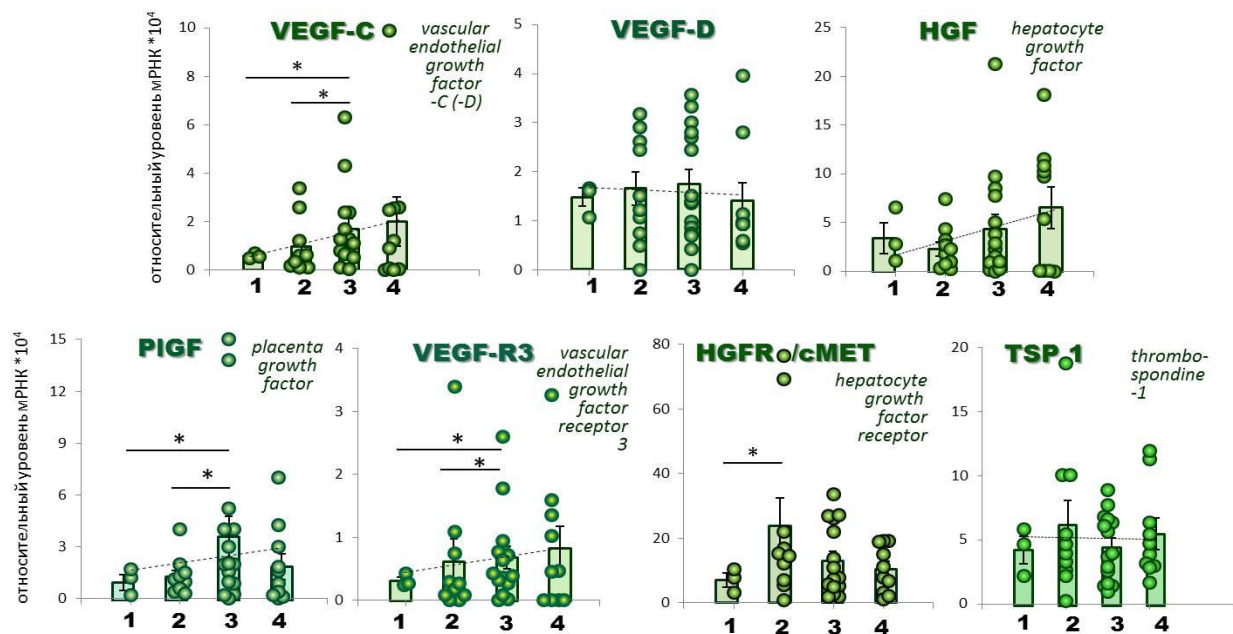 относительный уровень мРНК *10⁴
VEGF-C
vascular
endothelial
growth
factor
-C (-D)
10
8
6
4
2
0
*
*
1 2 3 4
VEGF-D
5
4
3
2
1
0
1 2 3 4
HGF
hepatocyte
growth
factor
25
20
15
10
5
0
1 2 3 4
относительный уровень мРНК *10⁴
PlGF
placenta
growth
factor
15
12
9
6
3
0
*
*
1 2 3 4
VEGF-R3
vascular
endothelial
growth
factor
receptor
3
4
3
2
1
0
*
*
1 2 3 4
HGFR /cMET
hepatocyte
growth
factor
receptor
80
60
40
20
0
*
1 2 3 4
TSP 1
thrombo-
spondine
-1
20
15
10
5
0
1 2 3 4